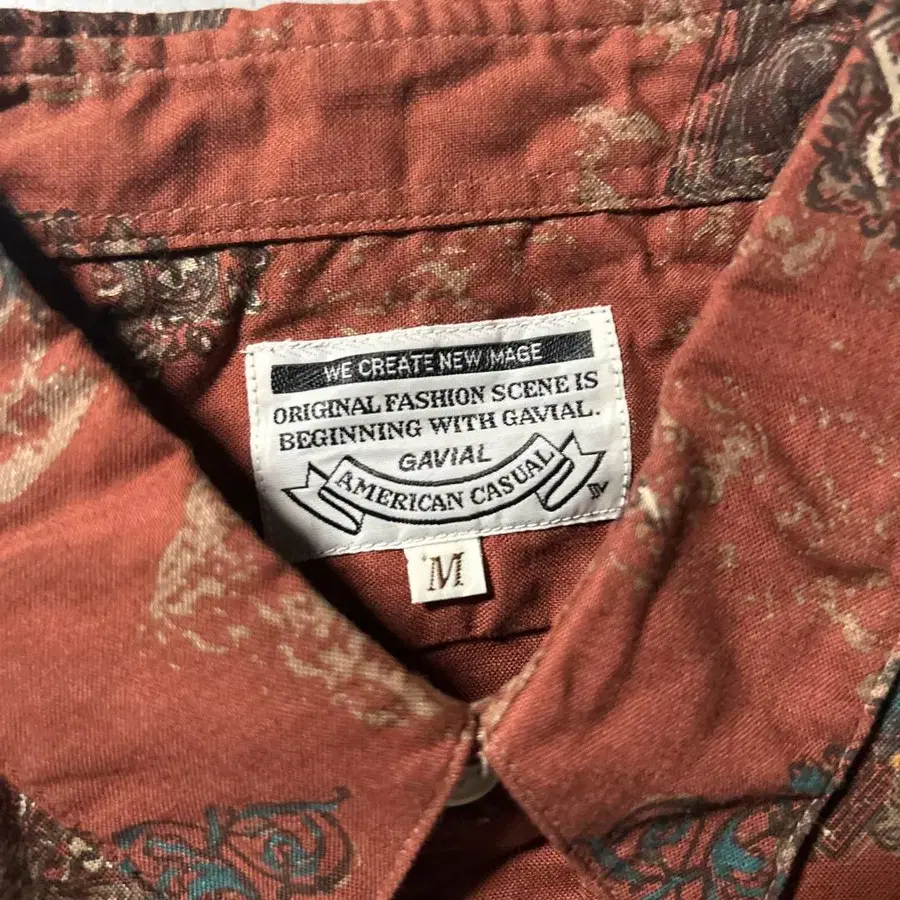 WE CREATE NEW IMAGE
ORIGINAL FASHION SCENE IS
BEGINNING WITH GAVIAL.
GAVIAL
AMERICAN CASUAL
M